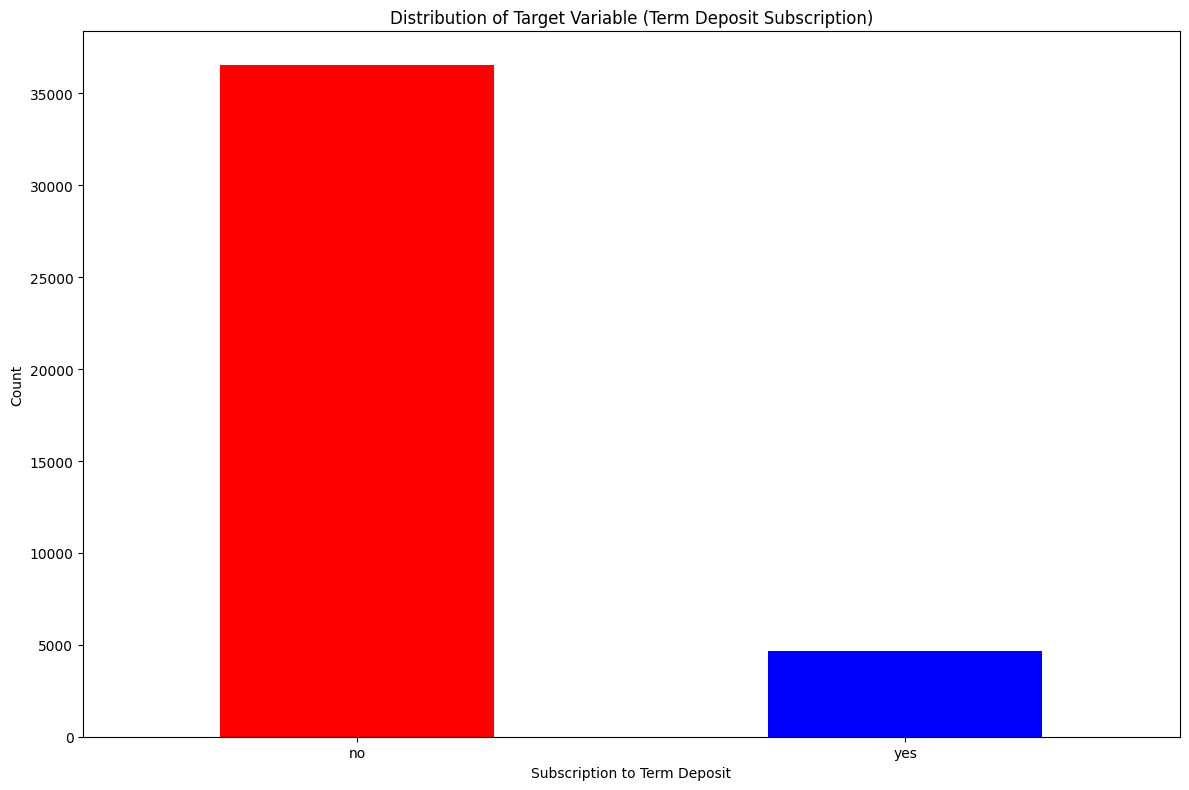 Distribution of Target Variable (Term Deposit Subscription)
35000
30000
25000
20000
15000
10000
5000
0
Count
no
yes
Subscription to Term Deposit